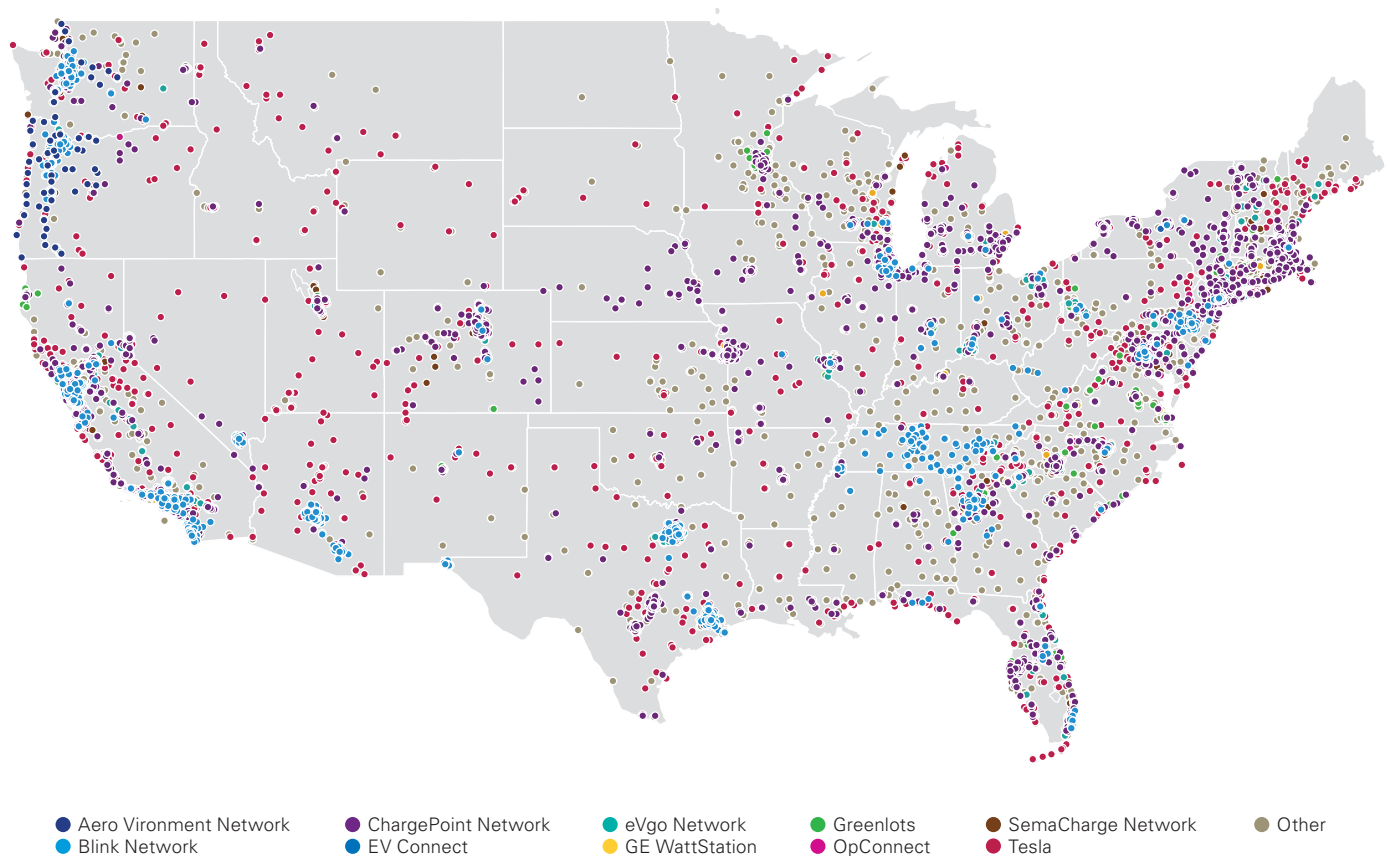 Aero Vironment Network
ChargePoint Network
eVgo Network
Greenlots
SemaCharge Network
Other
Blink Network
EV Connect
GE WattStation
OpConnect
Tesla